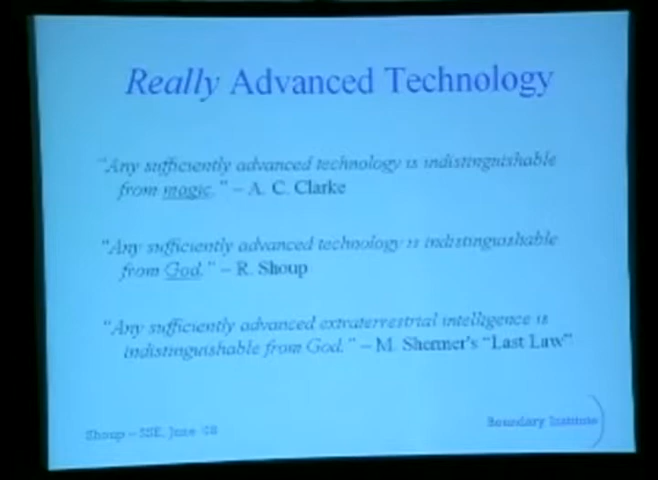 Really Advanced Technology
"Any sufficiently advanced technology is indistinguishable
from magic." – A. C. Clarke
"Any sufficiently advanced technology is indistinguishable
from God." – R. Shoup
"Any sufficiently advanced extraterrestrial intelligence is
indistinguishable from God." – M. Shermer's "Last Law"
Shoup – SSE, June '08
Boundary Institute